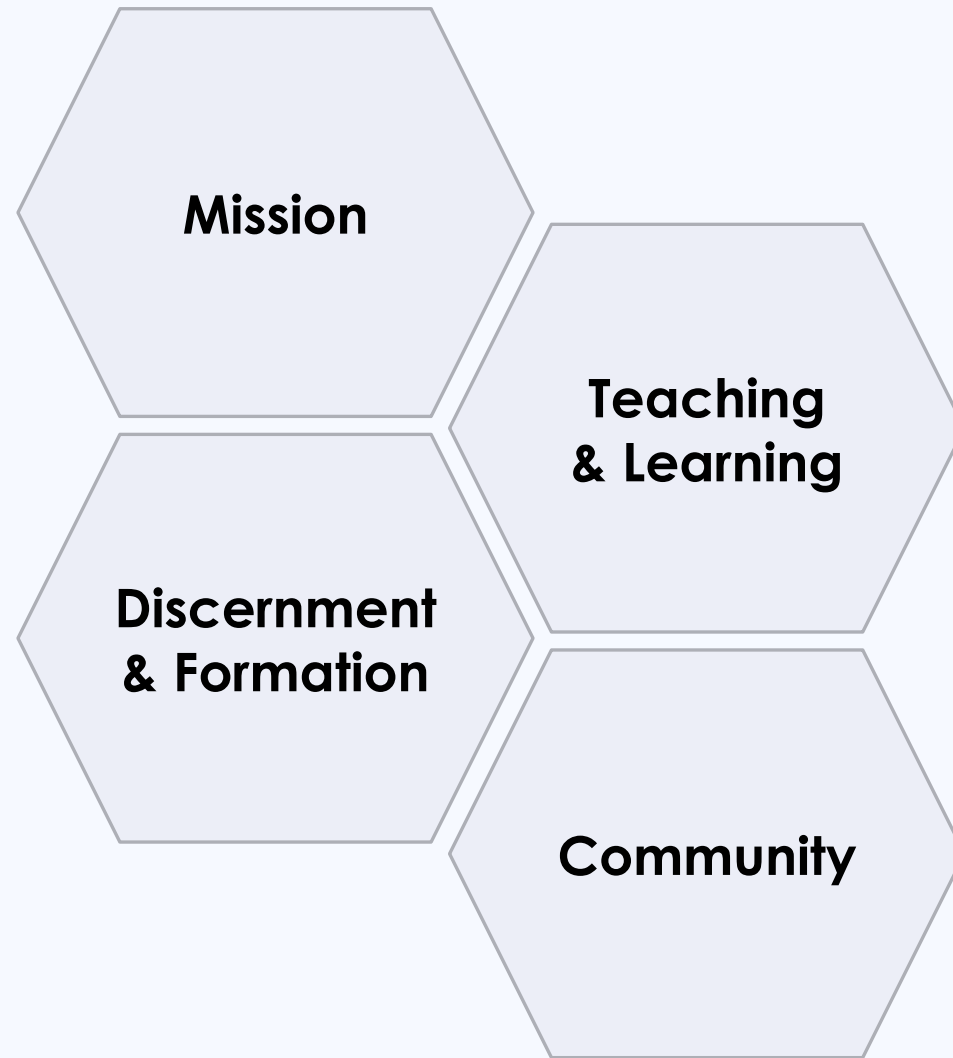 Mission
Teaching
& Learning
Discernment
& Formation
Community